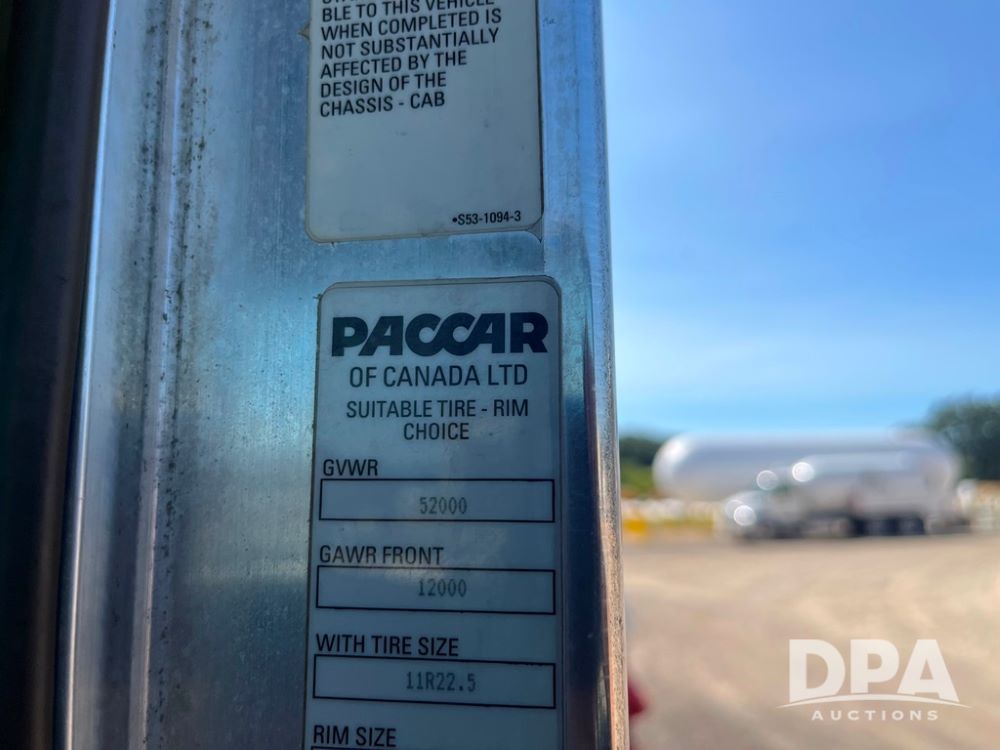 BLE TO THIS VEHICLE
WHEN COMPLETED IS
NOT SUBSTANTIALLY
AFFECTED BY THE
DESIGN OF THE
CHASSIS - CAB
•S53-1094-3
PACCAR
OF CANADA LTD
SUITABLE TIRE - RIM
CHOICE
GVWR
52000
GAWR FRONT
12000
WITH TIRE SIZE
11R22.5
RIM SIZE
DPA
AUCTIONS